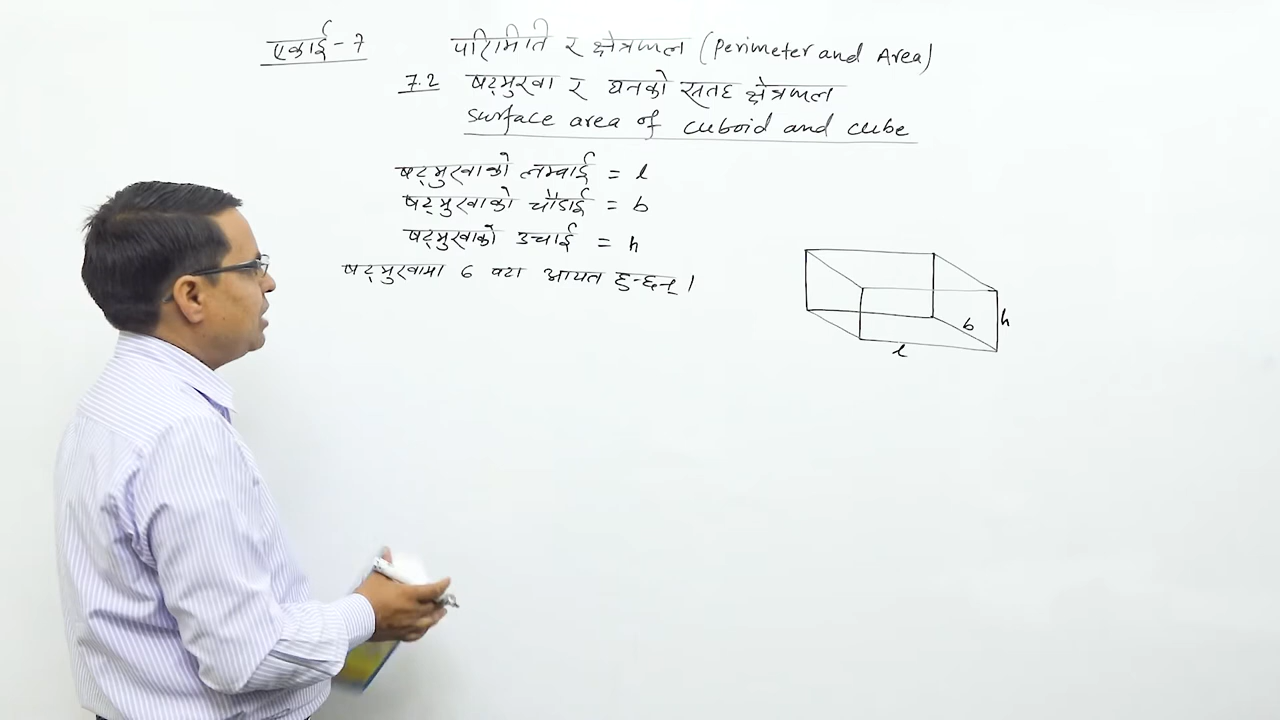 एकाई-7 परिमिति र क्षेत्रफल (Perimeter and Area)
7.2 षट्मुखा र घनको सतह क्षेत्रफल
surface area of cuboid and cube
षट्मुखाको लम्बाई = l
षट्मुखाको चौडाई = b
षट्मुखाको उचाई = h
षट्मुखामा 6 वटा आयत हुन्छन् ।
b h
l